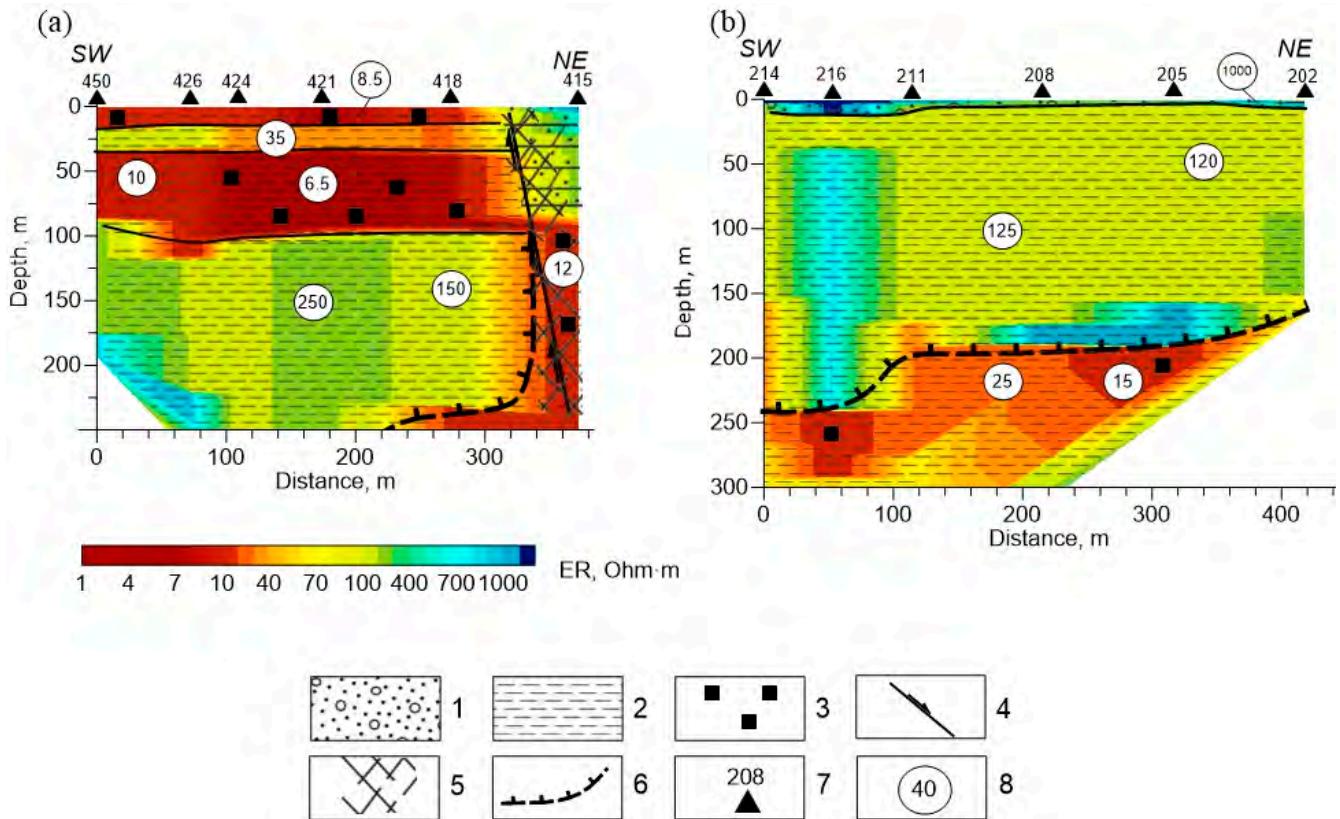 (a)
SW
NE
450 426 424 421 8.5 418 415
0
35
50
10
6.5
100
12
150
250
150
200
Depth, m
0 100 200 300
Distance, m
(b)
SW
NE
214 216 211 208 205 1000 202
0
120
50
100
125
150
200
25
15
250
300
Depth, m
0 100 200 300 400
Distance, m
1 4 7 10 40 70 100 400 700 1000
ER, Ohm·m
1
2
3
4
5
6
208
7
40
8